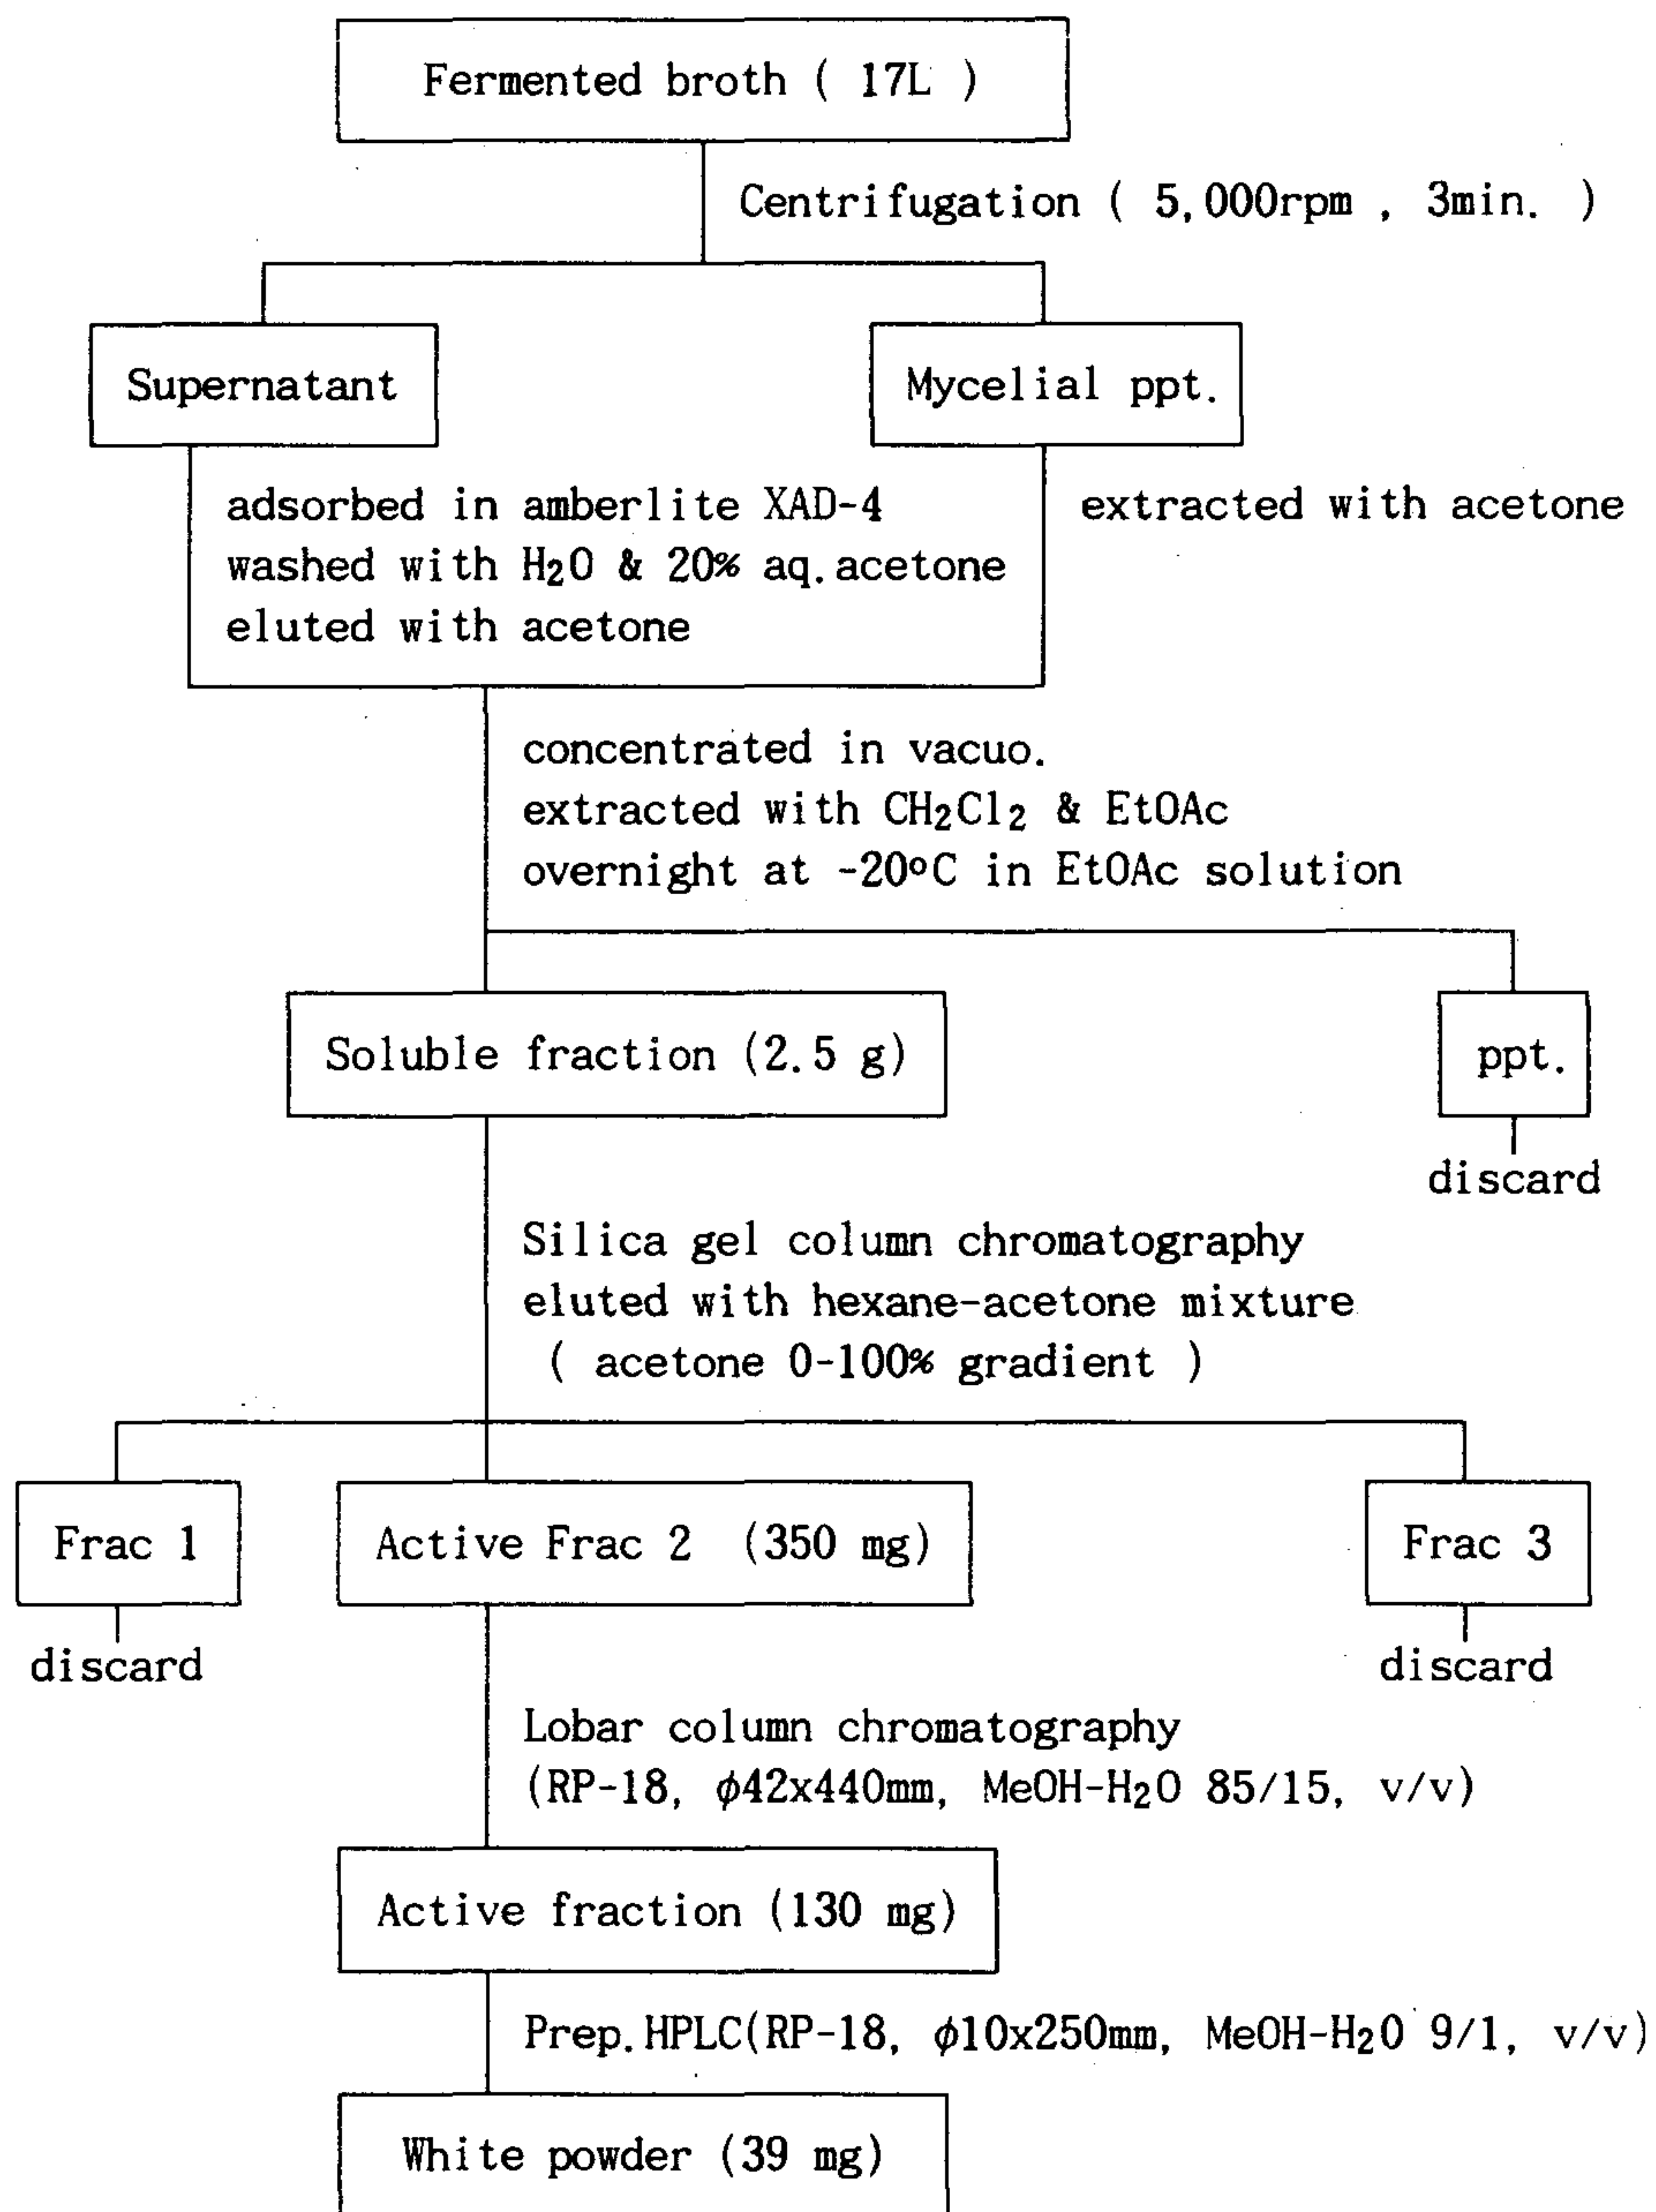 Fermented broth ( 17L )
Centrifugation ( 5,000rpm , 3min. )
Supernatant
Mycelial ppt.
adsorbed in amberlite XAD-4
washed with H2O & 20% aq.acetone
eluted with acetone
extracted with acetone
concentrated in vacuo.
extracted with CH2Cl2 & EtOAc
overnight at -20°C in EtOAc solution
Soluble fraction (2.5 g)
ppt.
discard
Silica gel column chromatography
eluted with hexane-acetone mixture
( acetone 0-100% gradient )
Frac 1
Active Frac 2 (350 mg)
Frac 3
discard
discard
Lobar column chromatography
(RP-18, ϕ42x440mm, MeOH-H2O 85/15, v/v)
Active fraction (130 mg)
Prep.HPLC(RP-18, ϕ10x250mm, MeOH-H2O 9/1, v/v)
White powder (39 mg)